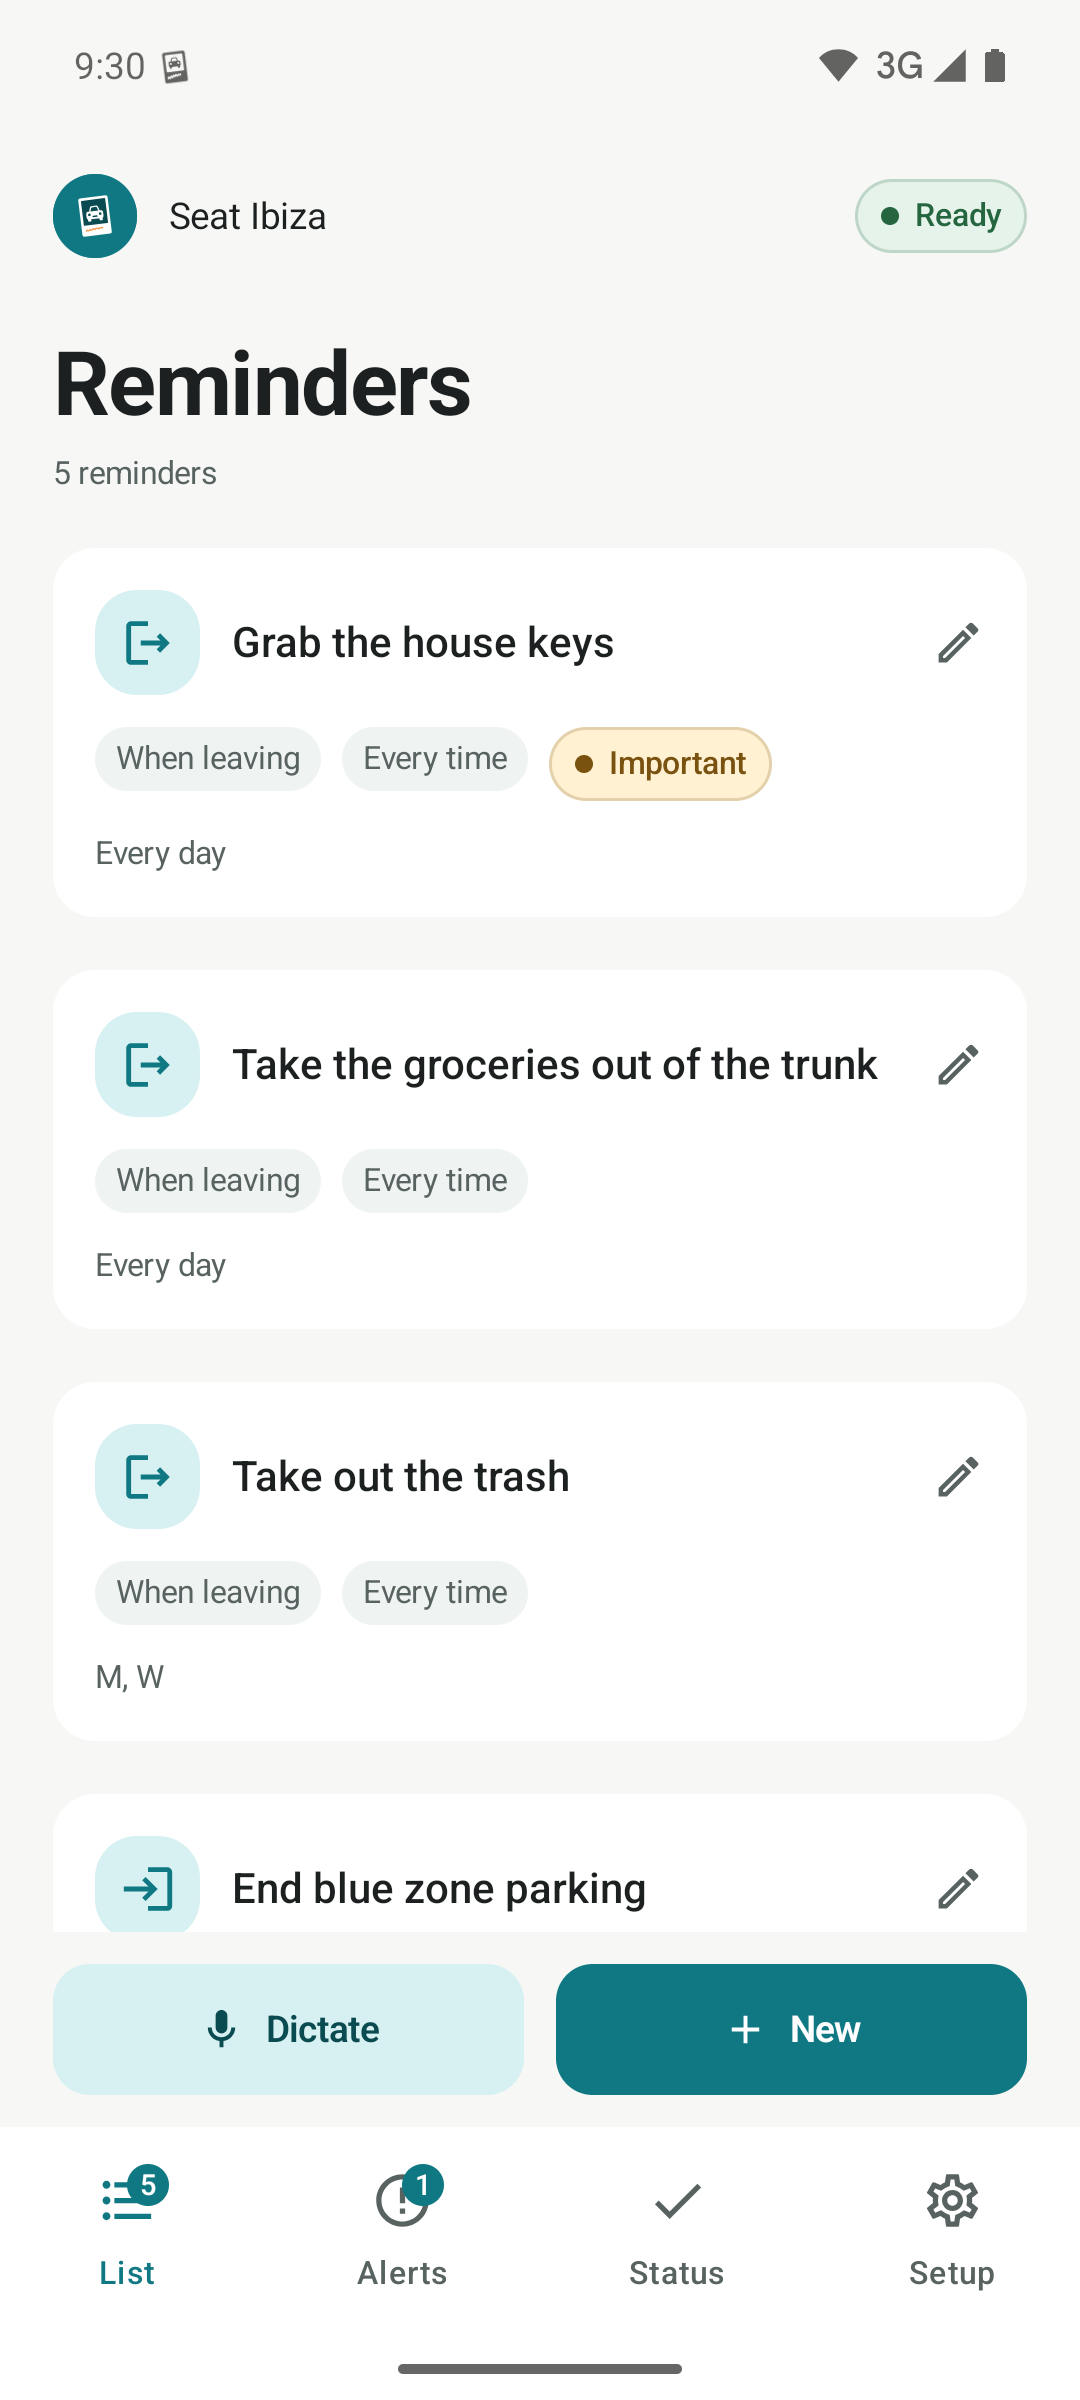 9:30
3G
Seat Ibiza
Ready
Reminders
5 reminders
Grab the house keys
When leaving
Every time
Important
Every day
Take the groceries out of the trunk
When leaving
Every time
Every day
Take out the trash
When leaving
Every time
M, W
End blue zone parking
Dictate
New
5
1
List
Alerts
Status
Setup